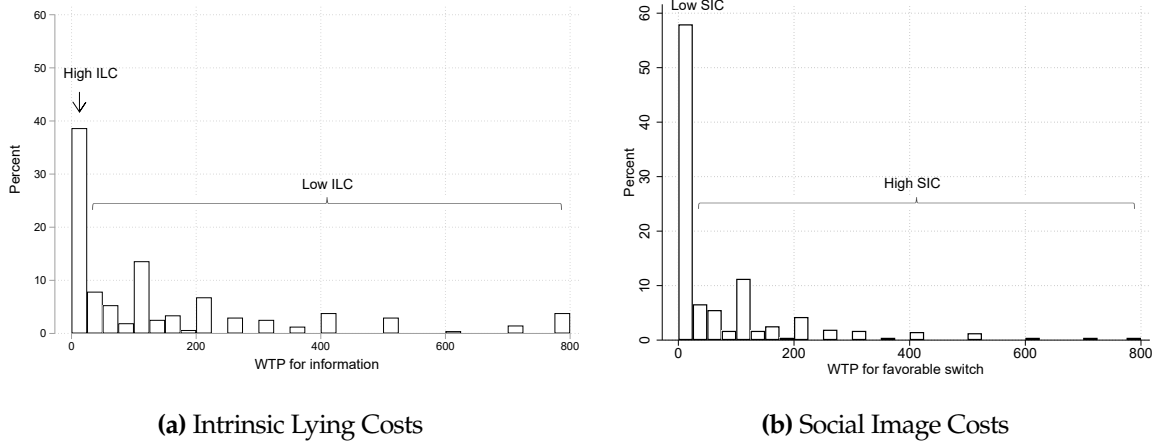 60
50
40
30
20
10
0
Percent
High ILC
Low ILC
0 200 400 600 800
WTP for information
(a) Intrinsic Lying Costs
60
50
40
30
20
10
0
Percent
Low SIC
High SIC
0 200 400 600 800
WTP for favorable switch
(b) Social Image Costs